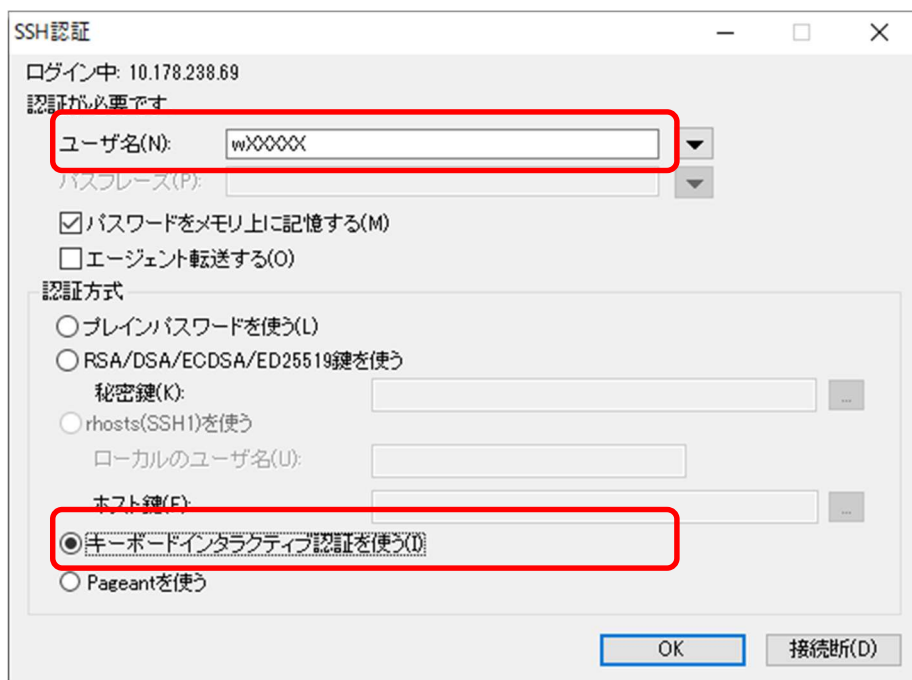 SSH認証
ログイン中: 10.178.238.69
認証が必要です
ユーザ名(N): wXXXXX
パスフレーズ(P):
パスワードをメモリ上に記憶する(M)
エージェント転送する(O)
認証方式
プレインパスワードを使う(L)
RSA/DSA/ECDSA/ED25519鍵を使う
秘密鍵(K): ...
rhosts(SSH1)を使う
ローカルのユーザ名(U):
ホスト鍵(F): ...
キーボードインタラクティブ認証を使う(I)
Pageantを使う
OK 接続断(D)